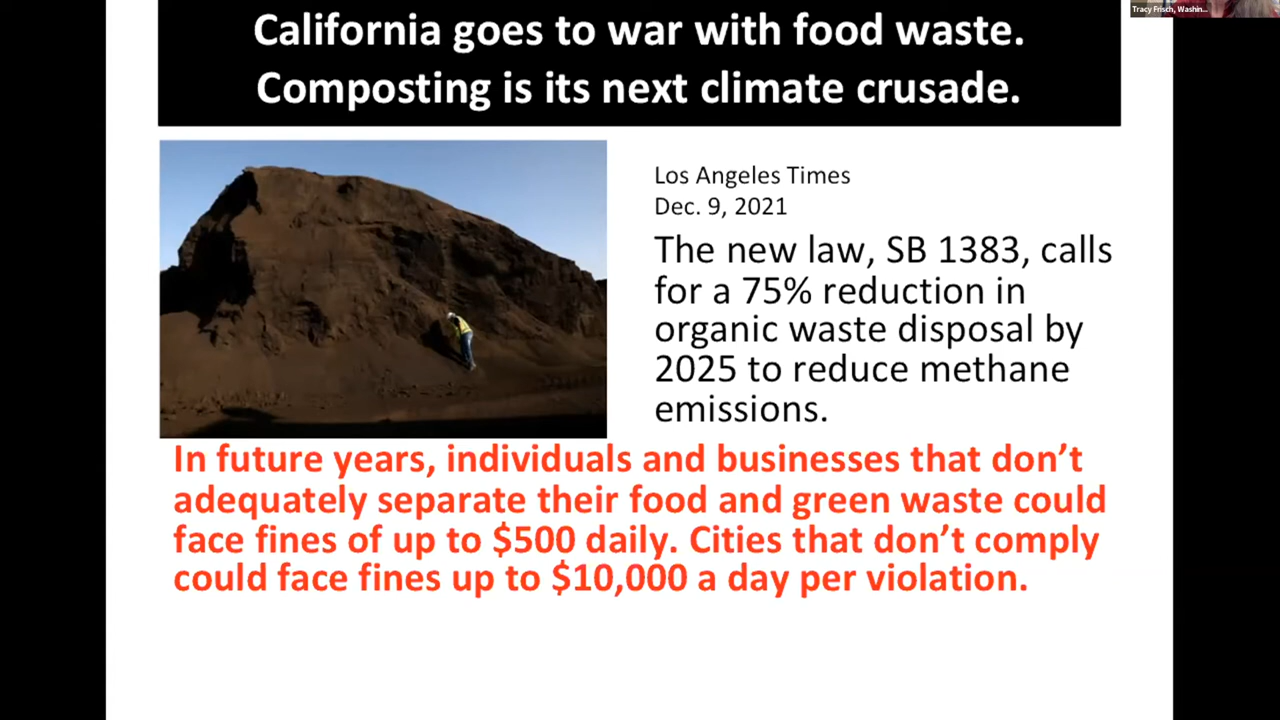 Tracy Frisch, Washin...
California goes to war with food waste.
Composting is its next climate crusade.
Los Angeles Times
Dec. 9, 2021
The new law, SB 1383, calls
for a 75% reduction in
organic waste disposal by
2025 to reduce methane
emissions.
In future years, individuals and businesses that don’t
adequately separate their food and green waste could
face fines of up to $500 daily. Cities that don’t comply
could face fines up to $10,000 a day per violation.